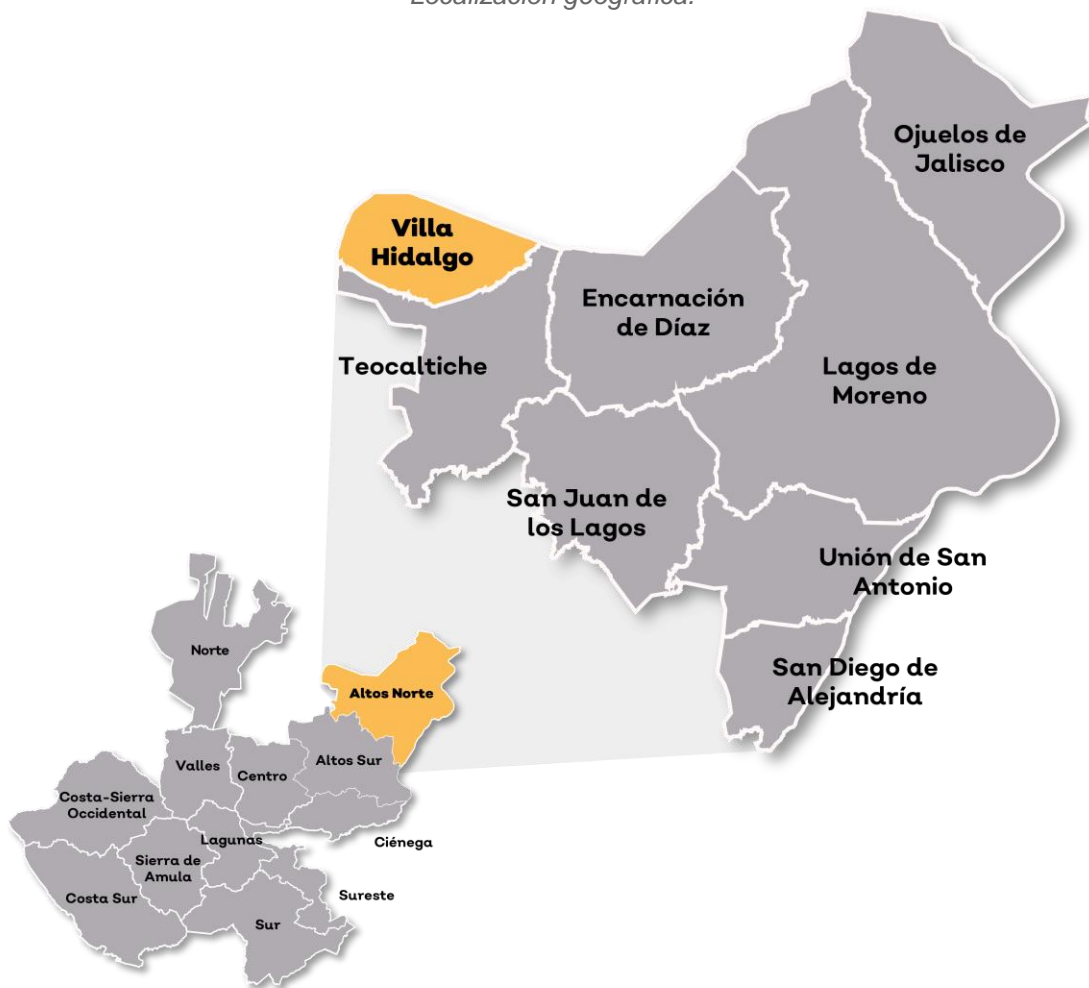 Localización geográfica.
Ojuelos de
Jalisco
Villa
Hidalgo
Encarnación
de Díaz
Teocaltiche
Lagos de
Moreno
San Juan de
los Lagos
Unión de San
Antonio
San Diego de
Alejandría
Norte
Altos Norte
Valles
Centro
Altos Sur
Costa-Sierra
Occidental
Lagunas
Ciénega
Sierra de
Amula
Costa Sur
Sureste
Sur